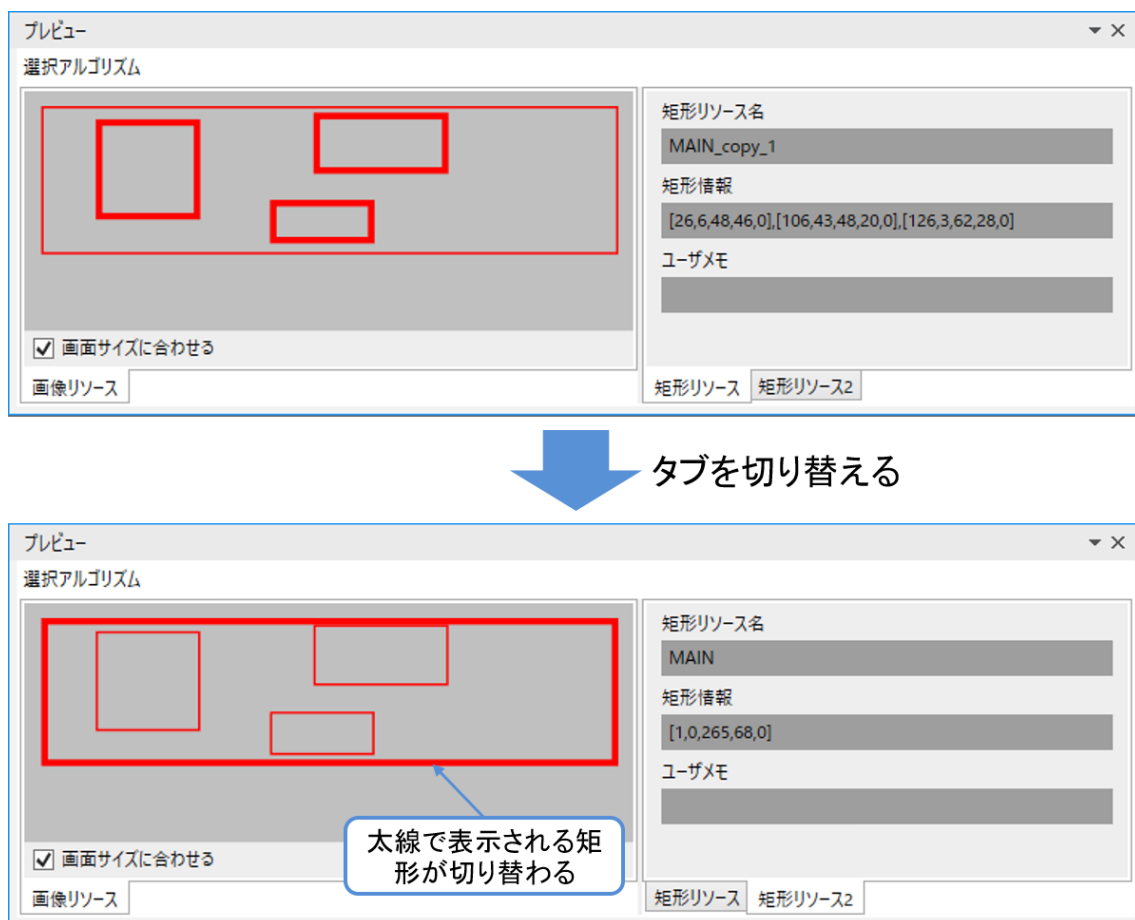 プレビュー
選択アルゴリズム
矩形リソース名
MAIN_copy_1
矩形情報
[26,6,48,46,0],[106,43,48,20,0],[126,3,62,28,0]
ユーザメモ
画面サイズに合わせる
画像リソース
矩形リソース
矩形リソース2
タブを切り替える
プレビュー
選択アルゴリズム
矩形リソース名
MAIN
矩形情報
[1,0,265,68,0]
ユーザメモ
太線で表示される矩
形が切り替わる
画面サイズに合わせる
画像リソース
矩形リソース
矩形リソース2